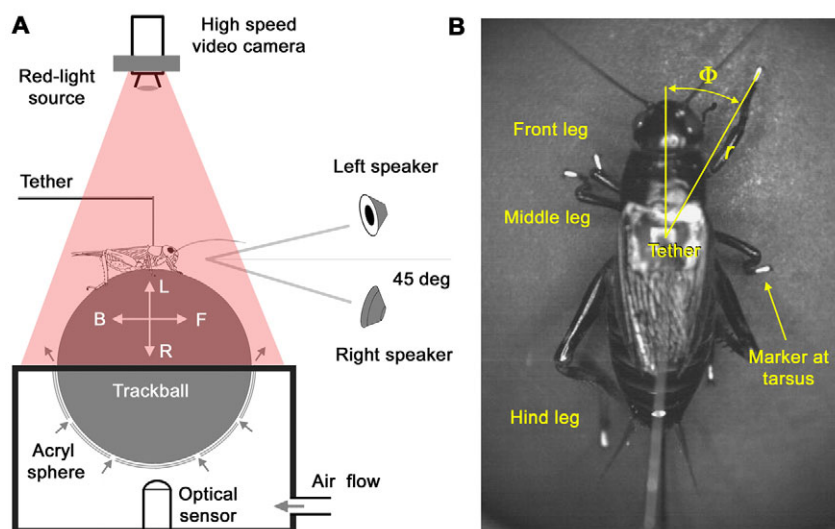 A
High speed
video camera
Red-light
source
Tether
Left speaker
45 deg
L
B
F
R
Right speaker
Trackball
Acryl
sphere
Optical
sensor
Air flow
B
Φ
r
Front leg
Middle leg
Tether
Marker at
tarsus
Hind leg